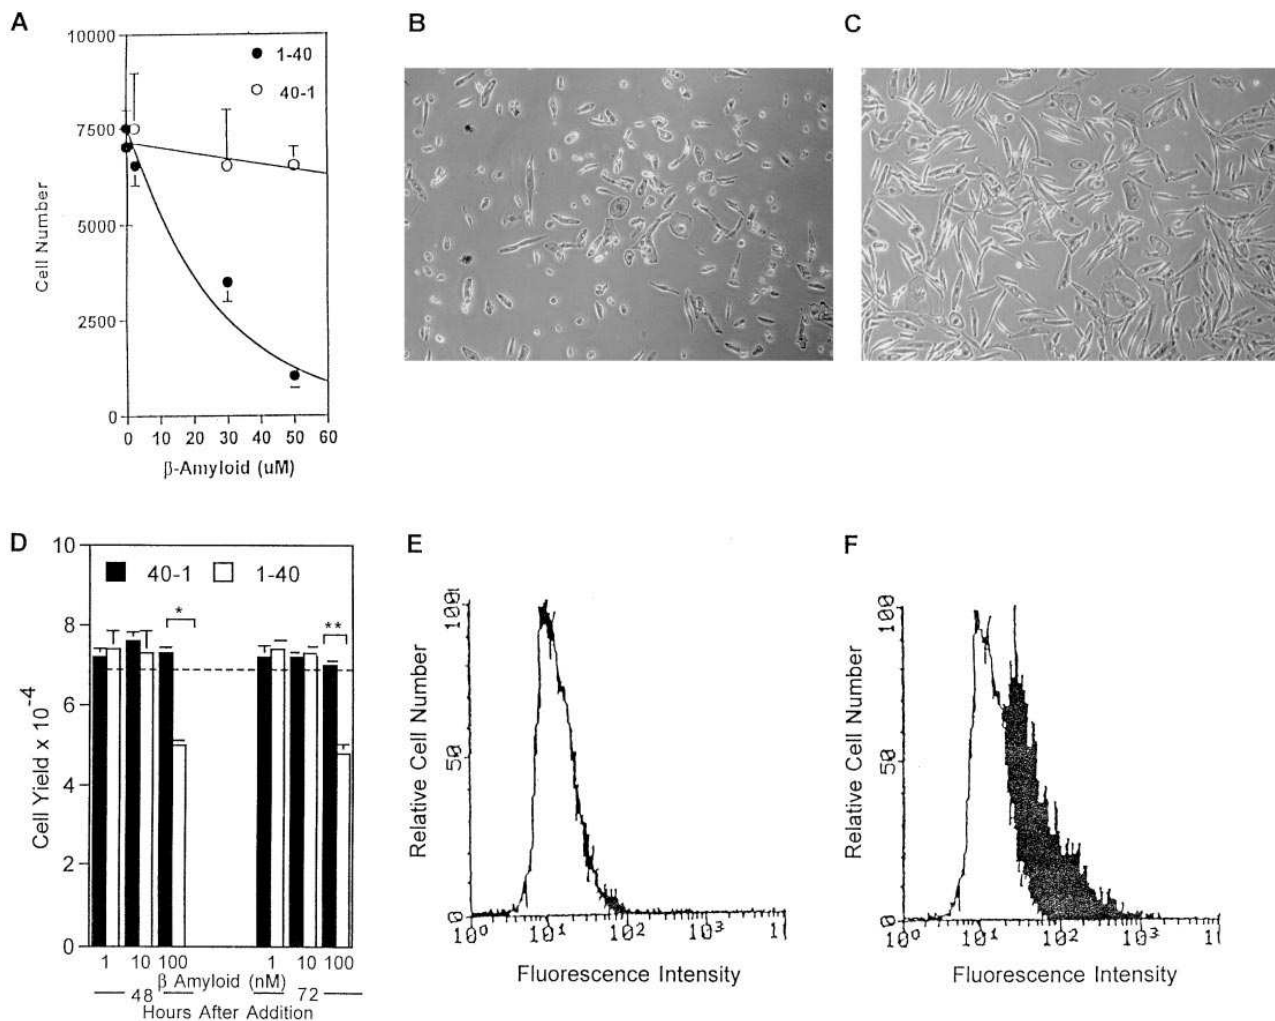 A
10000
7500
5000
2500
0
Cell Number
1-40
40-1
0 10 20 30 40 50 60
β-Amyloid (uM)
B
C
D
10
8
6
4
2
0
Cell Yield x 10⁻⁴
40-1 1-40
*
**
1 10 100 1 10 100
β Amyloid (nM)
48 72
Hours After Addition
E
100
50
0
Relative Cell Number
10⁰ 10¹ 10² 10³
Fluorescence Intensity
F
100
50
0
Relative Cell Number
10⁰ 10¹ 10² 10³
Fluorescence Intensity